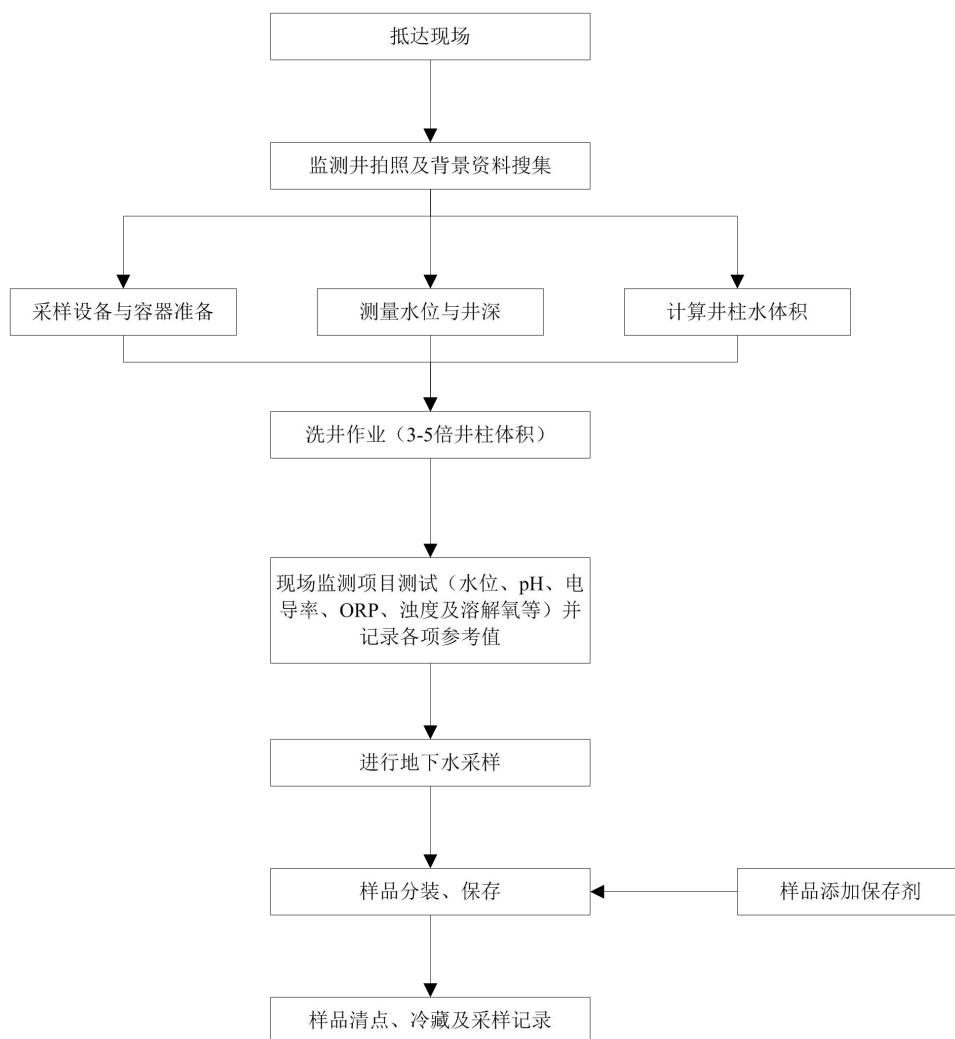 抵达现场
监测井拍照及背景资料搜集
采样设备与容器准备
测量水位与井深
计算井柱水体积
洗井作业（3-5倍井柱体积）
现场监测项目测试（水位、pH、电
导率、ORP、浊度及溶解氧等）并
记录各项参考值
进行地下水采样
样品分装、保存
样品添加保存剂
样品清点、冷藏及采样记录